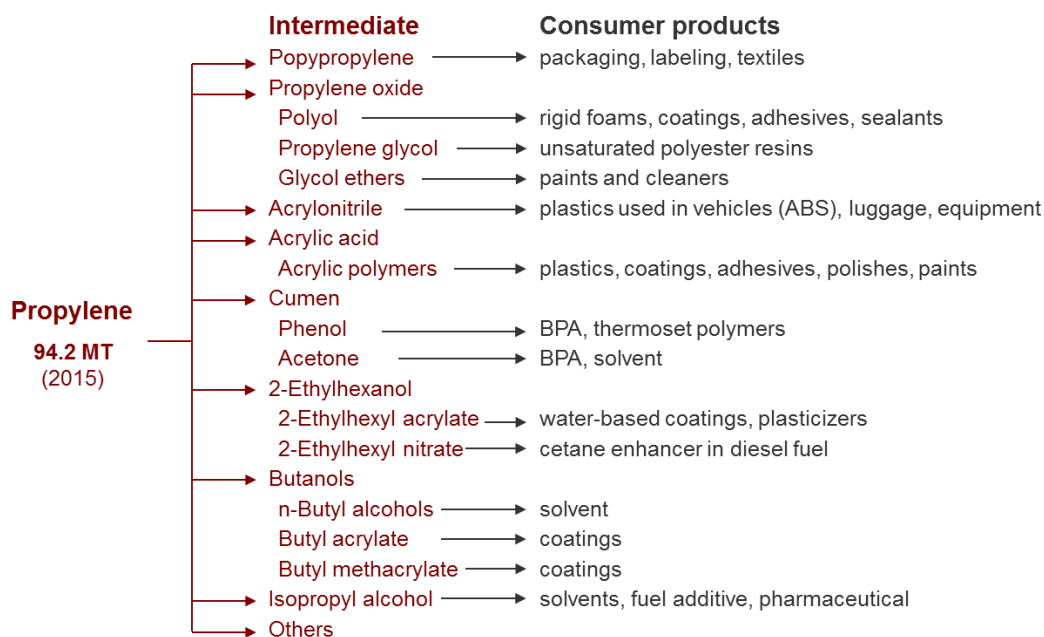 Intermediate Consumer products
Popypropylene packaging, labeling, textiles
Propylene oxide
Polyol rigid foams, coatings, adhesives, sealants
Propylene glycol unsaturated polyester resins
Glycol ethers paints and cleaners
Acrylonitrile plastics used in vehicles (ABS), luggage, equipment
Acrylic acid
Acrylic polymers plastics, coatings, adhesives, polishes, paints
Cumen
Propylene
Phenol BPA, thermoset polymers
94.2 MT
Acetone BPA, solvent
(2015)
2-Ethylhexanol
2-Ethylhexyl acrylate water-based coatings, plasticizers
2-Ethylhexyl nitrate cetane enhancer in diesel fuel
Butanols
n-Butyl alcohols solvent
Butyl acrylate coatings
Butyl methacrylate coatings
Isopropyl alcohol solvents, fuel additive, pharmaceutical
Others